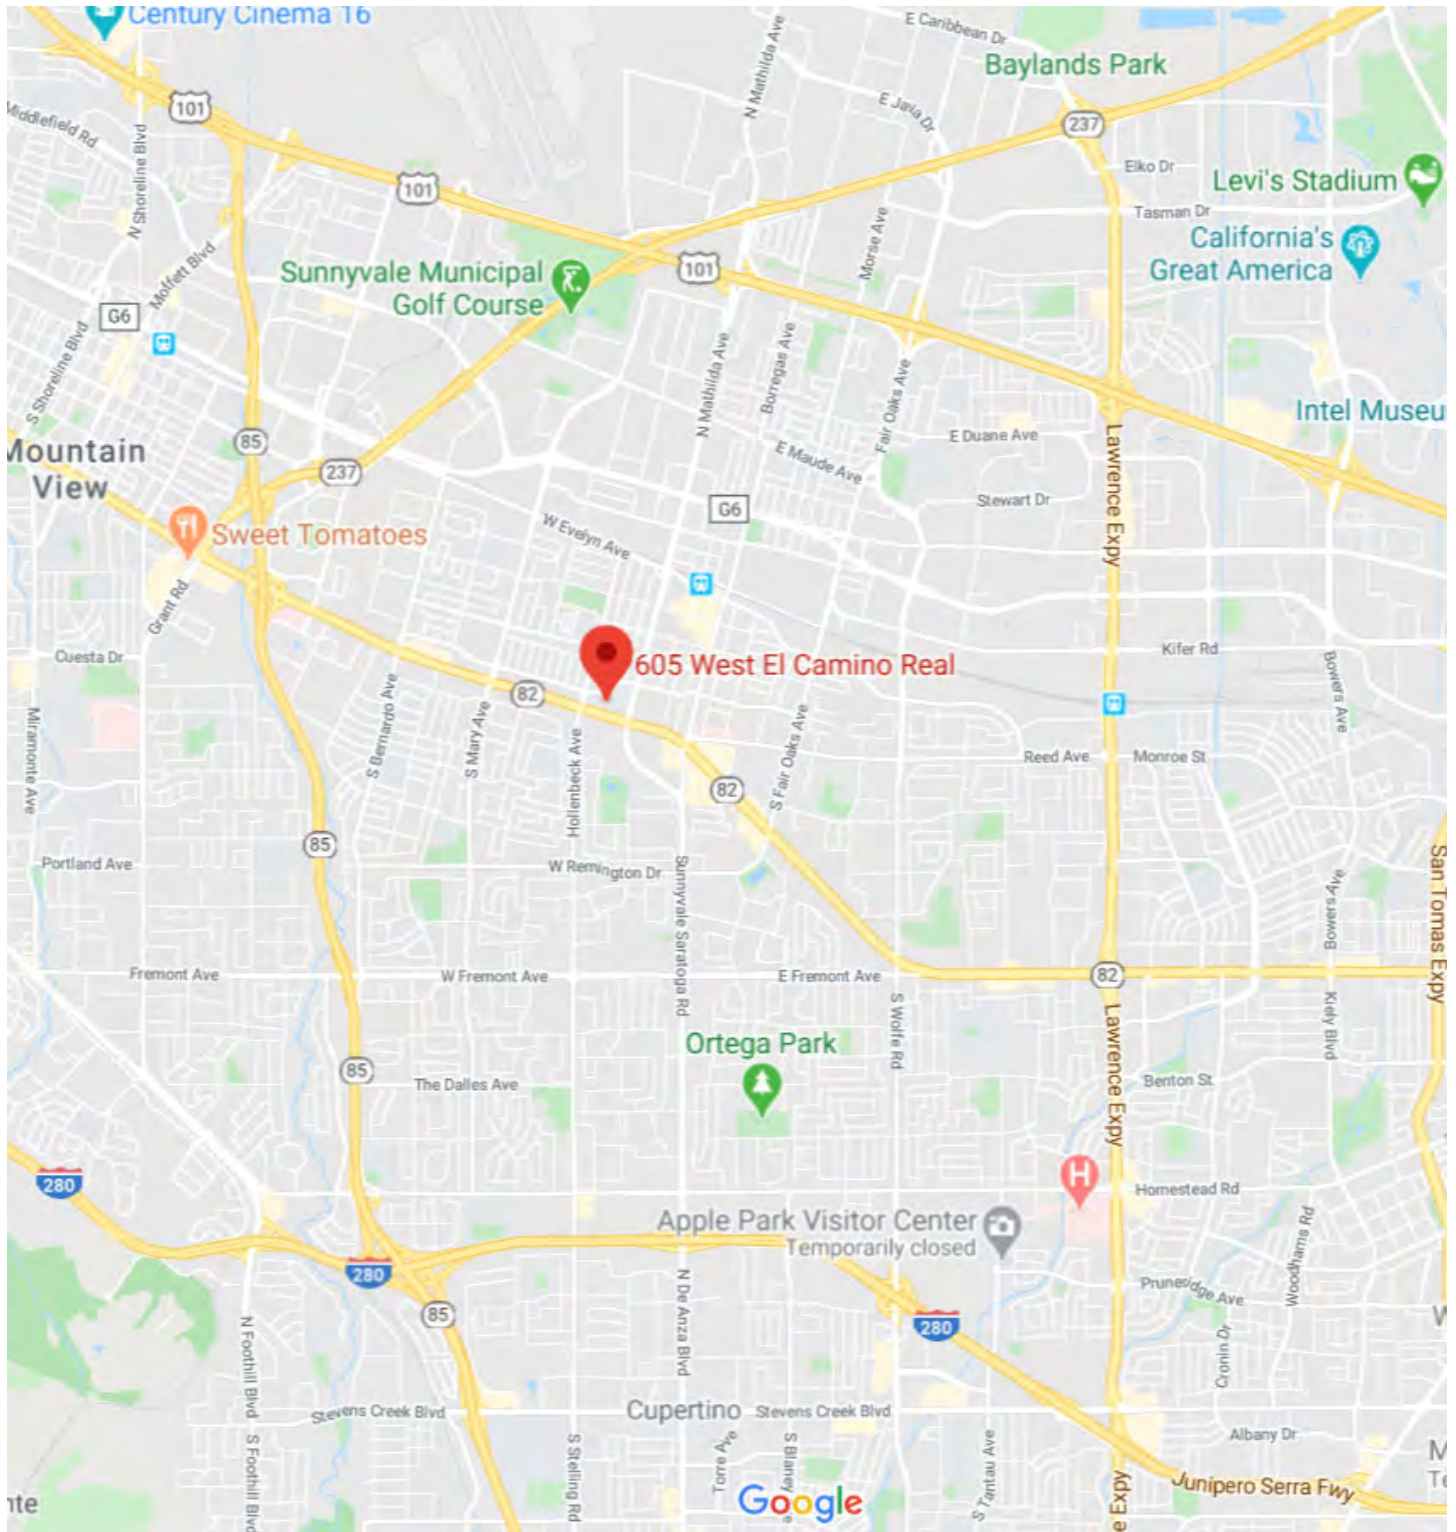 Century Cinema 16
E Caribbean Dr
N Mathilda Ave
Baylands Park
101
Middlefield Rd
E Java Dr
237
N Shoreline Blvd
Elko Dr
101
Levi's Stadium
Tasman Dr
Morse Ave
California's
Great America
Moffett Blvd
Sunnyvale Municipal
Golf Course
101
G6
S Shoreline Blvd
N Mathilda Ave
Borregas Ave
Fair Oaks Ave
Intel Museu
85
E Duane Ave
Mountain
View
237
E Maude Ave
Lawrence Expy
Stewart Dr
G6
Sweet Tomatoes
W Evelyn Ave
Grant Rd
Cuesta Dr
Kifer Rd
605 West El Camino Real
82
Bowers Ave
Miramonte Ave
S Bernardo Ave
S Mary Ave
Hollenbeck Ave
S Fair Oaks Ave
Reed Ave
Monroe St
82
85
Portland Ave
W Remington Dr
Sunnyvale Saratoga Rd
Bowers Ave
San Tomas Expy
Fremont Ave
W Fremont Ave
E Fremont Ave
82
S Wolfe Rd
Lawrence Expy
Kiely Blvd
Ortega Park
85
The Dalles Ave
Benton St
280
H
Homestead Rd
Apple Park Visitor Center
Temporarily closed
Woodhams Rd
280
Pruneridge Ave
N De Anza Blvd
85
280
N Foothill Blvd
Cronin Dr
W
Stevens Creek Blvd
Cupertino
Stevens Creek Blvd
S Foothill Blvd
S Stelling Rd
Torre Ave
S Blaney
S Tantau Ave
Albany Dr
M
Te
Junipero Serra Fwy
e Expy
nte
Google